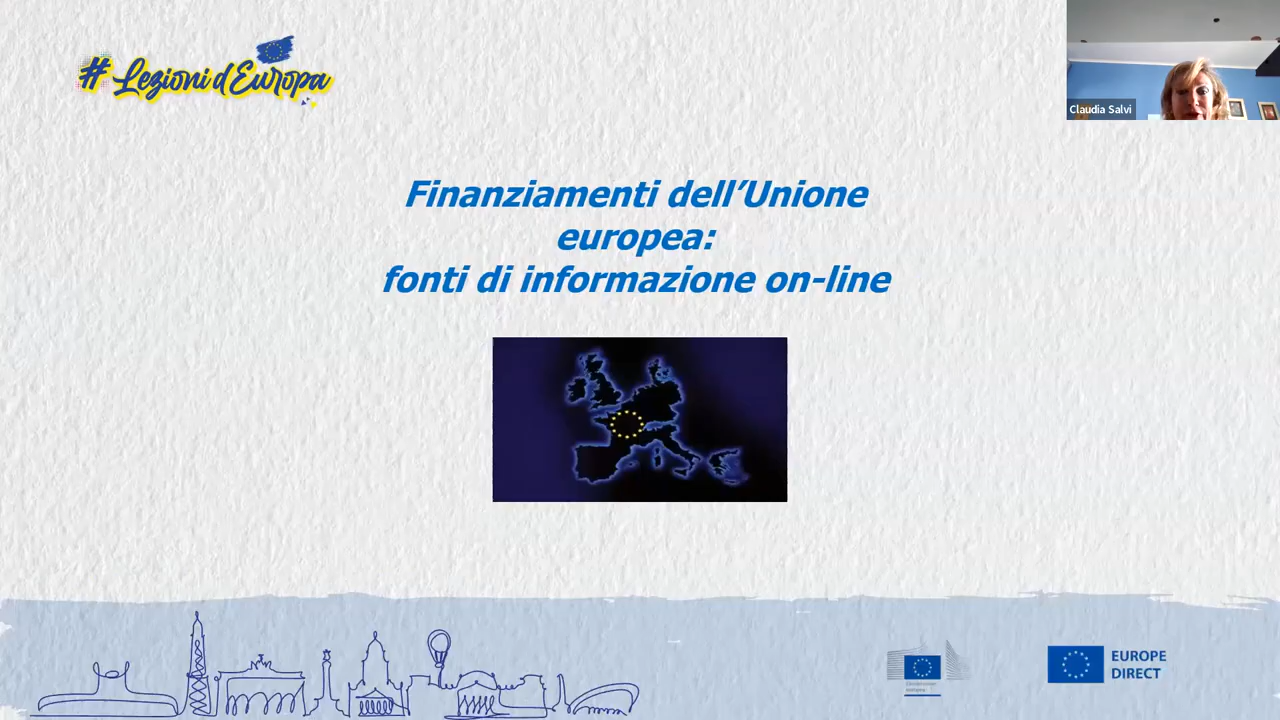 #Lezioni d'Europa
Claudia Salvi
Finanziamenti dell’Unione
europea:
fonti di informazione on-line
EUROPE
DIRECT